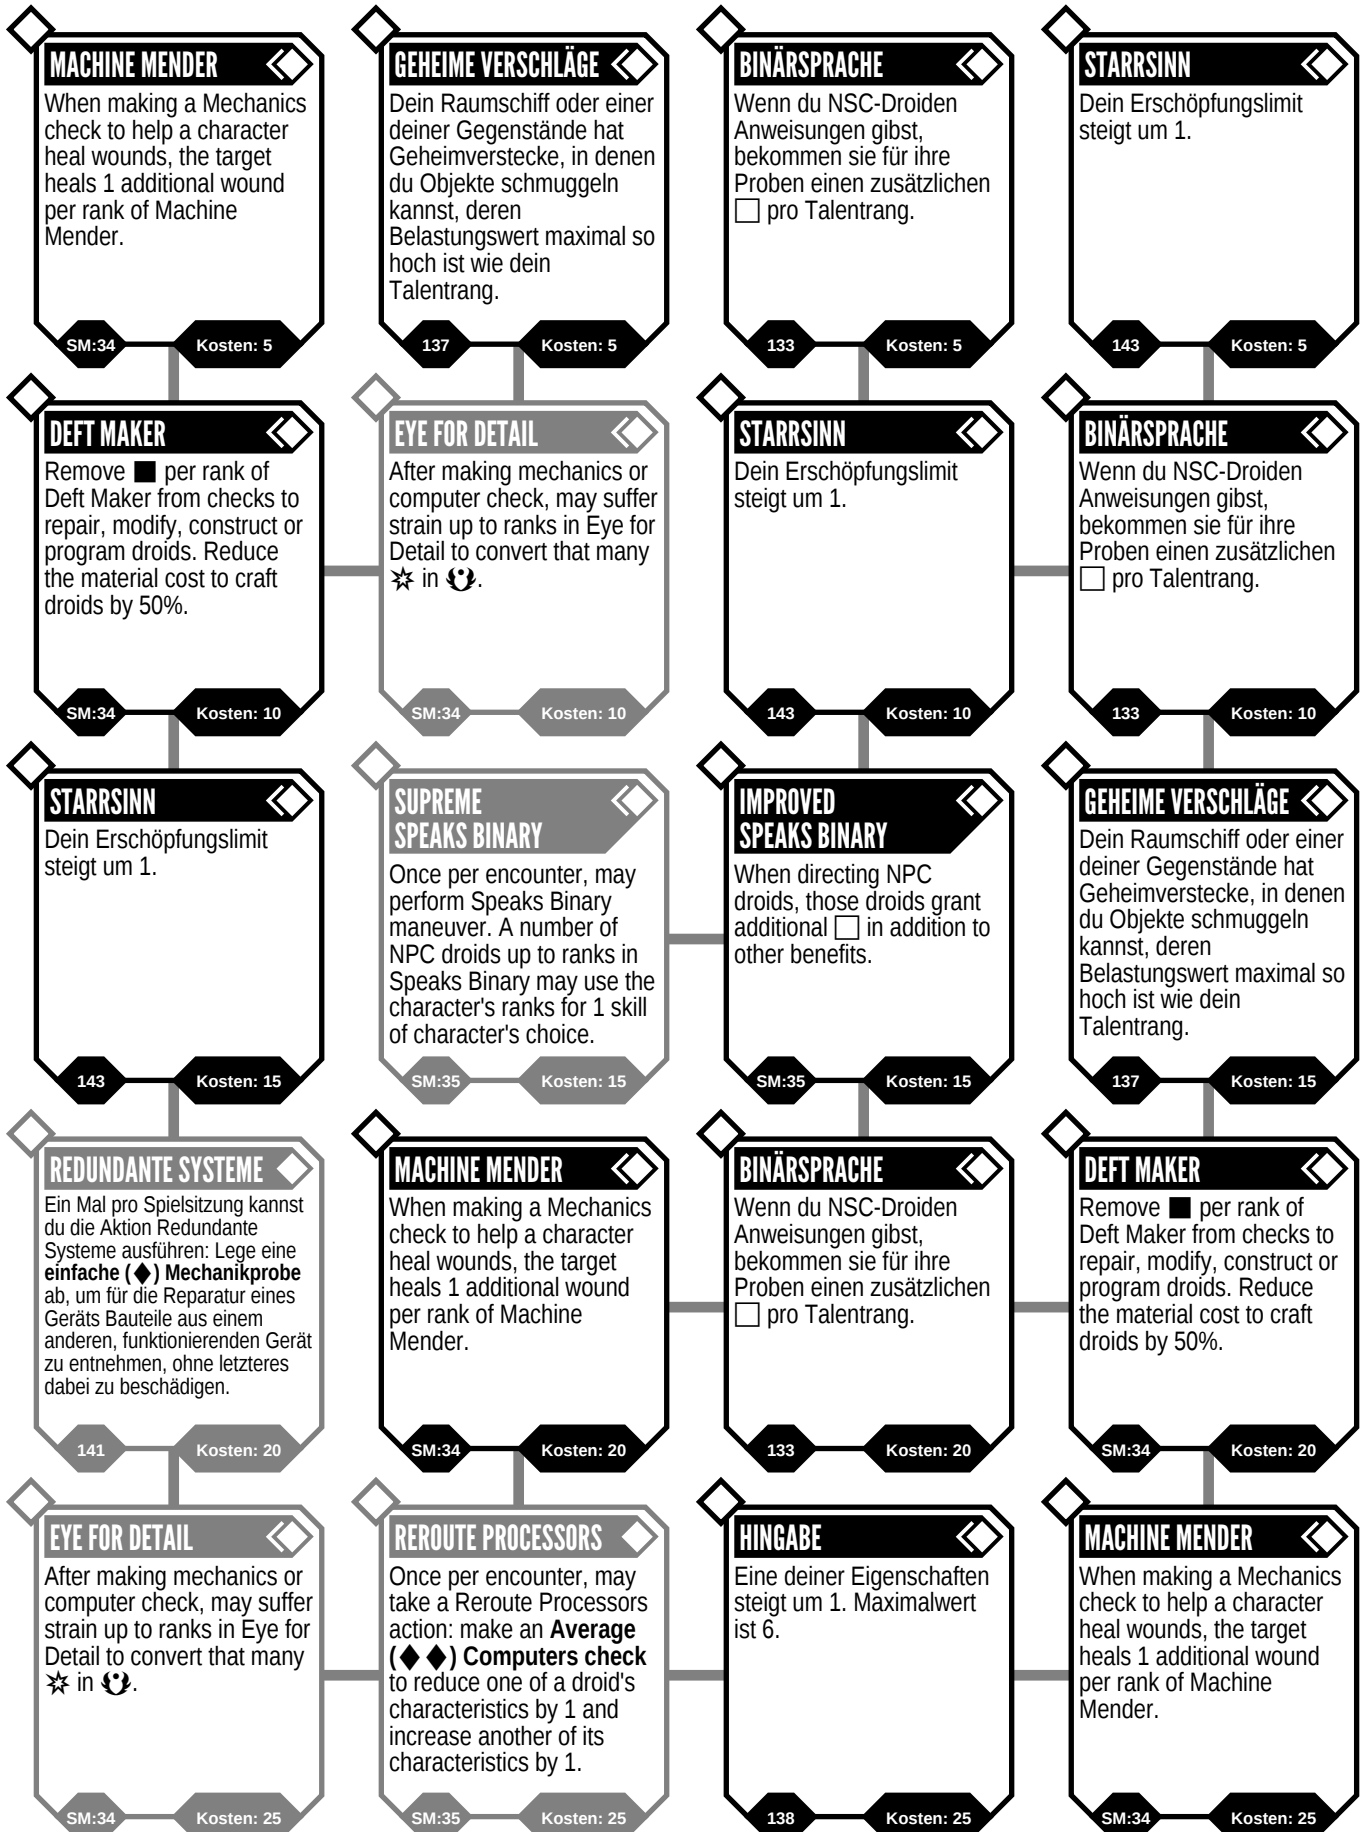 MACHINE MENDER
When making a Mechanics
check to help a character
heal wounds, the target
heals 1 additional wound
per rank of Machine
Mender.
SM:34
Kosten: 5
GEHEIME VERSCHLÄGE
Dein Raumschiff oder einer
deiner Gegenstände hat
Geheimverstecke, in denen
du Objekte schmuggeln
kannst, deren
Belastungswert maximal so
hoch ist wie dein
Talentrang.
137
Kosten: 5
BINÄRSPRACHE
Wenn du NSC-Droiden
Anweisungen gibst,
bekommen sie für ihre
Proben einen zusätzlichen
□ pro Talentrang.
133
Kosten: 5
STARRSINN
Dein Erschöpfungslimit
steigt um 1.
143
Kosten: 5
DEFT MAKER
Remove ■ per rank of
Deft Maker from checks to
repair, modify, construct or
program droids. Reduce
the material cost to craft
droids by 50%.
SM:34
Kosten: 10
EYE FOR DETAIL
After making mechanics or
computer check, may suffer
strain up to ranks in Eye for
Detail to convert that many
in .
SM:34
Kosten: 10
STARRSINN
Dein Erschöpfungslimit
steigt um 1.
143
Kosten: 10
BINÄRSPRACHE
Wenn du NSC-Droiden
Anweisungen gibst,
bekommen sie für ihre
Proben einen zusätzlichen
□ pro Talentrang.
133
Kosten: 10
STARRSINN
Dein Erschöpfungslimit
steigt um 1.
143
Kosten: 15
SUPREME
SPEAKS BINARY
Once per encounter, may
perform Speaks Binary
maneuver. A number of
NPC droids up to ranks in
Speaks Binary may use the
character's ranks for 1 skill
of character's choice.
SM:35
Kosten: 15
IMPROVED
SPEAKS BINARY
When directing NPC
droids, those droids grant
additional □ in addition to
other benefits.
SM:35
Kosten: 15
GEHEIME VERSCHLÄGE
Dein Raumschiff oder einer
deiner Gegenstände hat
Geheimverstecke, in denen
du Objekte schmuggeln
kannst, deren
Belastungswert maximal so
hoch ist wie dein
Talentrang.
137
Kosten: 15
REDUNDANTE SYSTEME
Ein Mal pro Spielsitzung kannst
du die Aktion Redundante
Systeme ausführen: Lege eine
einfache (♦) Mechanikprobe
ab, um für die Reparatur eines
Geräts Bauteile aus einem
anderen, funktionierenden Gerät
zu entnehmen, ohne letzteres
dabei zu beschädigen.
141
Kosten: 20
MACHINE MENDER
When making a Mechanics
check to help a character
heal wounds, the target
heals 1 additional wound
per rank of Machine
Mender.
SM:34
Kosten: 20
BINÄRSPRACHE
Wenn du NSC-Droiden
Anweisungen gibst,
bekommen sie für ihre
Proben einen zusätzlichen
□ pro Talentrang.
133
Kosten: 20
DEFT MAKER
Remove ■ per rank of
Deft Maker from checks to
repair, modify, construct or
program droids. Reduce
the material cost to craft
droids by 50%.
SM:34
Kosten: 20
EYE FOR DETAIL
After making mechanics or
computer check, may suffer
strain up to ranks in Eye for
Detail to convert that many
in .
SM:34
Kosten: 25
REROUTE PROCESSORS
Once per encounter, may
take a Reroute Processors
action: make an Average
(♦ ♦) Computers check
to reduce one of a droid's
characteristics by 1 and
increase another of its
characteristics by 1.
SM:35
Kosten: 25
HINGABE
Eine deiner Eigenschaften
steigt um 1. Maximalwert
ist 6.
138
Kosten: 25
MACHINE MENDER
When making a Mechanics
check to help a character
heal wounds, the target
heals 1 additional wound
per rank of Machine
Mender.
SM:34
Kosten: 25